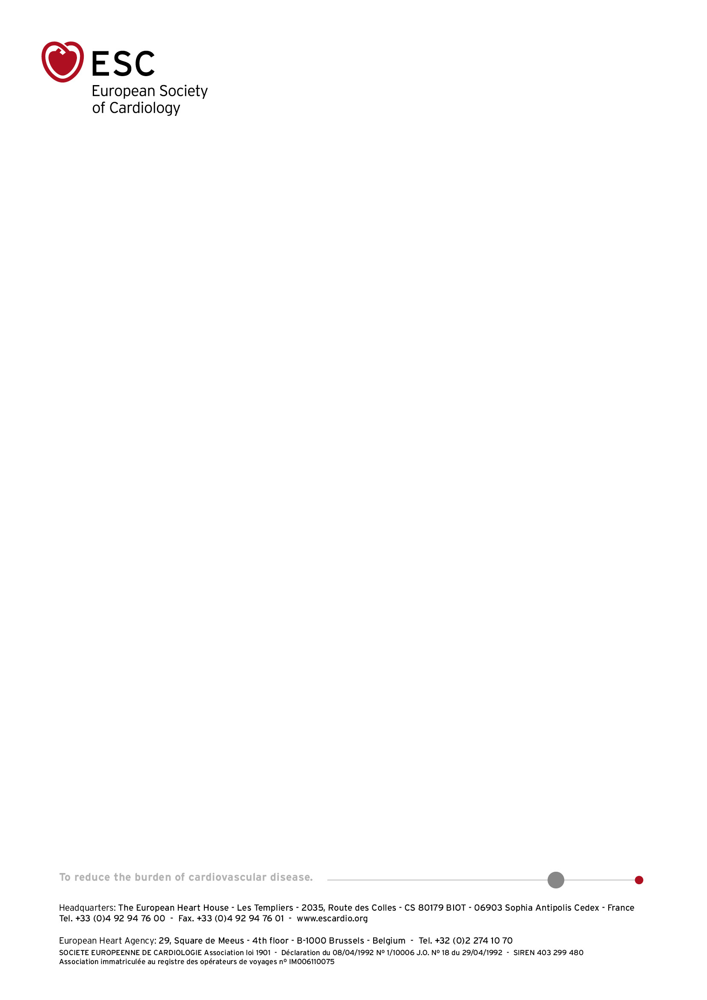 ESC
European Society
of Cardiology
To reduce the burden of cardiovascular disease.
Headquarters: The European Heart House - Les Templiers - 2035, Route des Colles - CS 80179 BIOT - 06903 Sophia Antipolis Cedex - France
Tel. +33 (0)4 92 94 76 00 - Fax. +33 (0)4 92 94 76 01 - www.escardio.org
European Heart Agency: 29, Square de Meeus - 4th floor - B-1000 Brussels - Belgium - Tel. +32 (0)2 274 10 70
SOCIETE EUROPEENNE DE CARDIOLOGIE Association loi 1901 - Déclaration du 08/04/1992 Nº 1/10006 J.O. Nº 18 du 29/04/1992 - SIREN 403 299 480
Association immatriculée au registre des opérateurs de voyages nº IM006110075